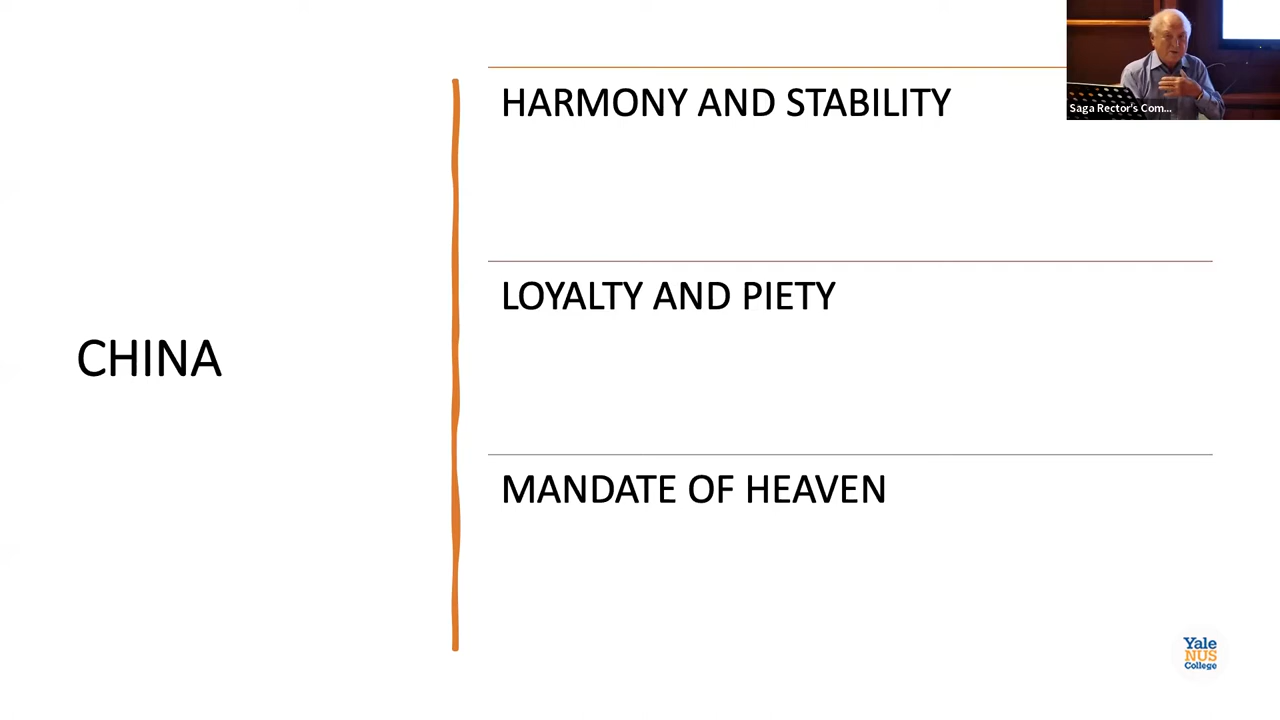 HARMONY AND STABILITY
Saga Rector's Com...
LOYALTY AND PIETY
CHINA
MANDATE OF HEAVEN
Yale
NUS
College